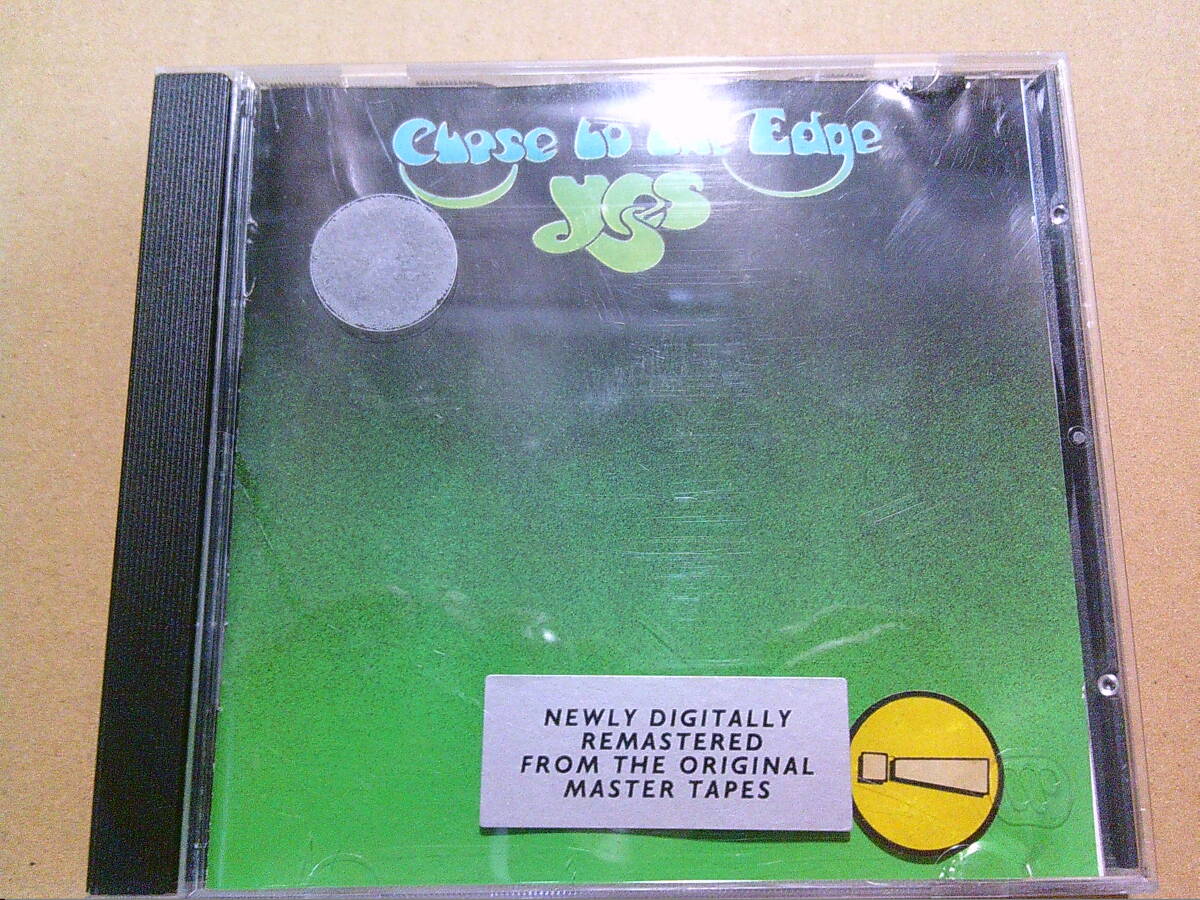 Close to the Edge
yes
NEWLY DIGITALLY
REMASTERED
FROM THE ORIGINAL
MASTER TAPES